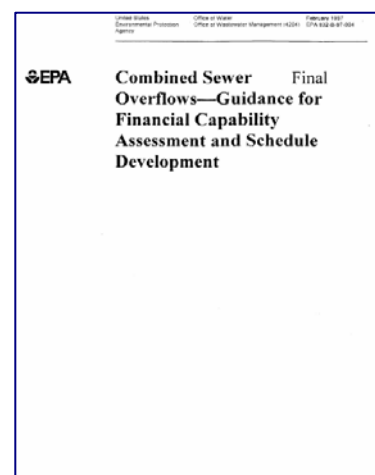 United States
Environmental Protection
Agency
Office of Water
Office of Wastewater Management (4204)
February 1997
EPA 832-B-97-004
EPA
Combined Sewer Final
Overflows—Guidance for
Financial Capability
Assessment and Schedule
Development